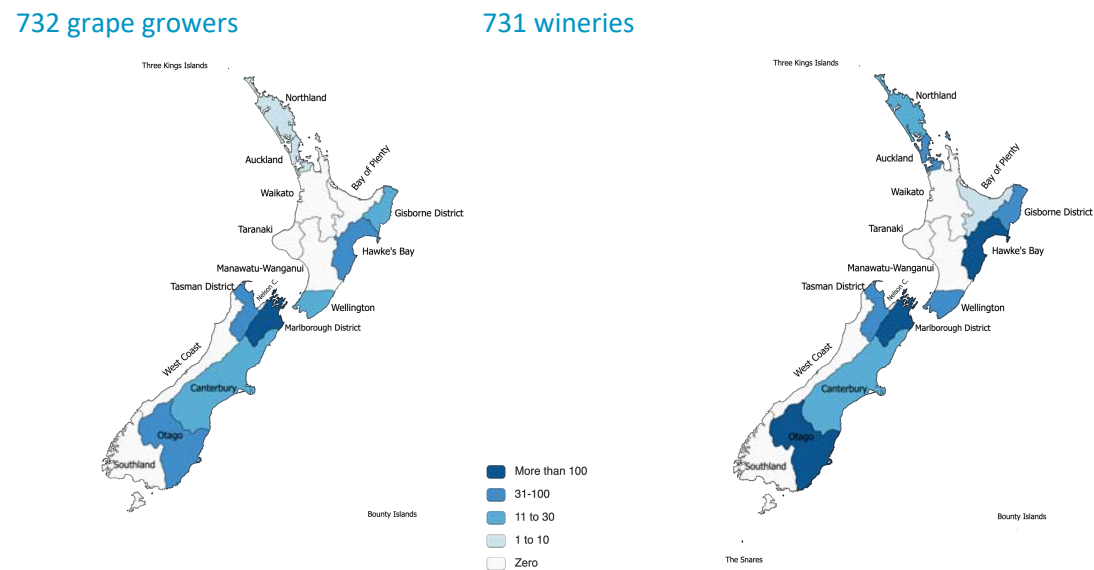 732 grape growers
731 wineries
Three Kings Islands
Northland
Auckland
Bay of Plenty
Waikato
Gisborne District
Taranaki
Hawke's Bay
Manawatu-Wanganui
Tasman District
Nelson C.
Wellington
Marlborough District
West Coast
Canterbury
Otago
Southland
Bounty Islands
Three Kings Islands
Northland
Auckland
Bay of Plenty
Waikato
Gisborne District
Taranaki
Hawke's Bay
Manawatu-Wanganui
Tasman District
Nelson C.
Wellington
Marlborough District
West Coast
Canterbury
Otago
Southland
Bounty Islands
The Snares
More than 100
31-100
11 to 30
1 to 10
Zero